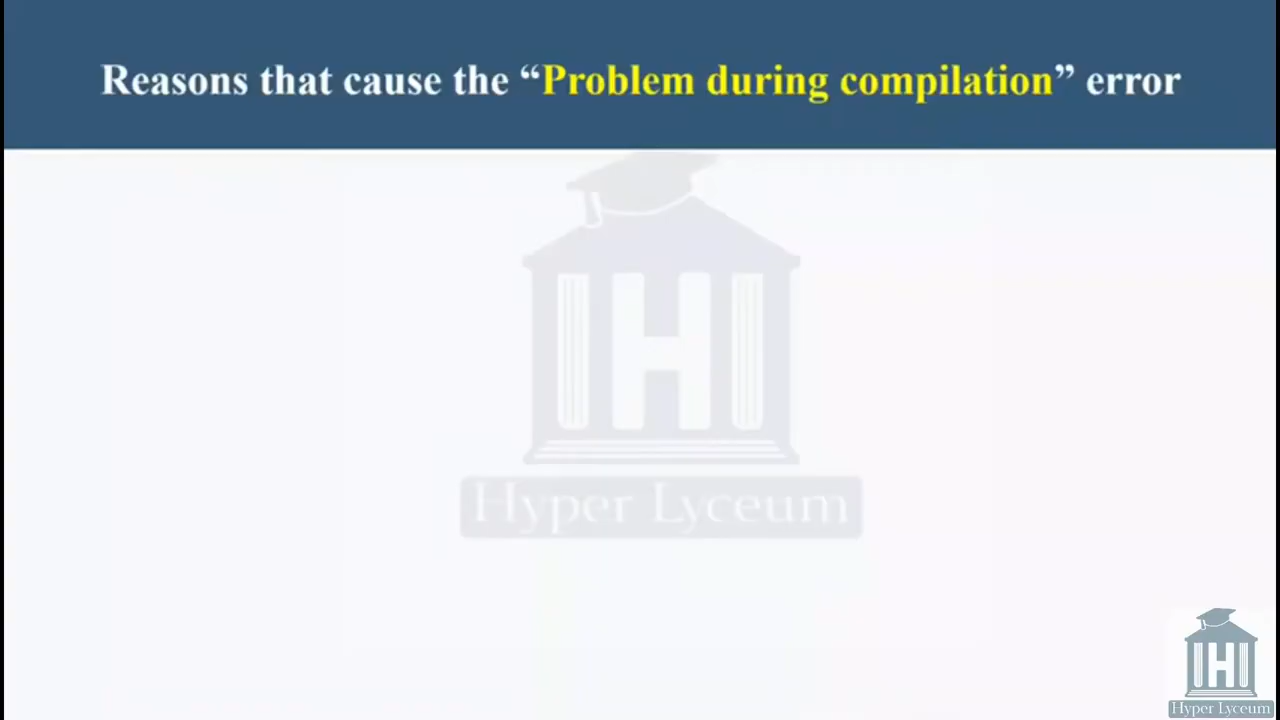 Reasons that cause the “Problem during compilation” error
H
Hyper Lyceum
H
Hyper Lyceum